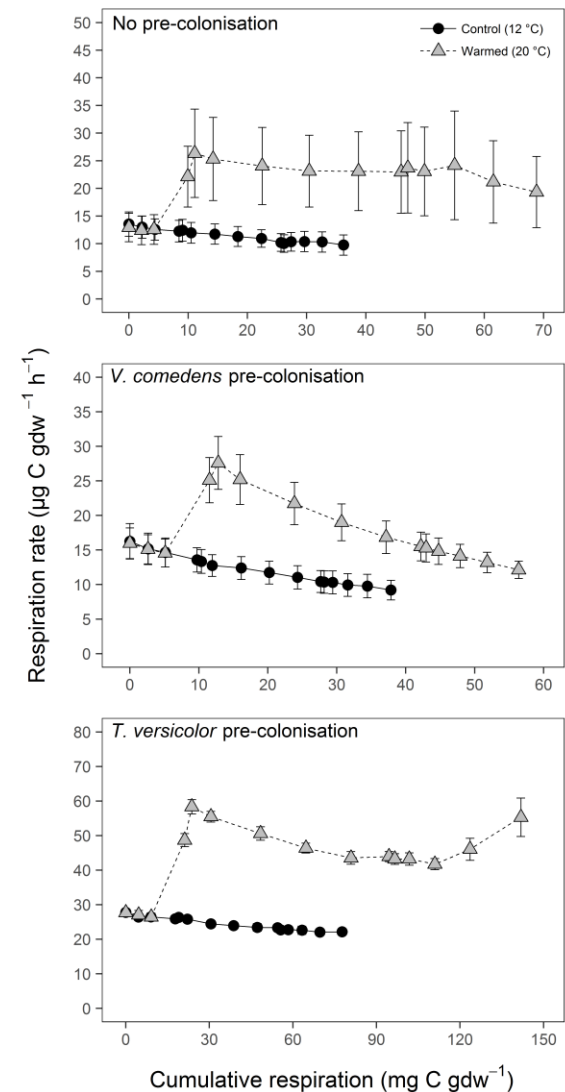 No pre-colonisation
Control (12 °C)
Warmed (20 °C)
50
45
40
35
30
25
20
15
10
5
0
0 10 20 30 40 50 60 70
V. comedens pre-colonisation
40
35
30
25
20
15
10
5
0
0 10 20 30 40 50 60
T. versicolor pre-colonisation
80
70
60
50
40
30
20
10
0
0 30 60 90 120 150
Respiration rate (µg C gdw⁻¹ h⁻¹)
Cumulative respiration (mg C gdw⁻¹)